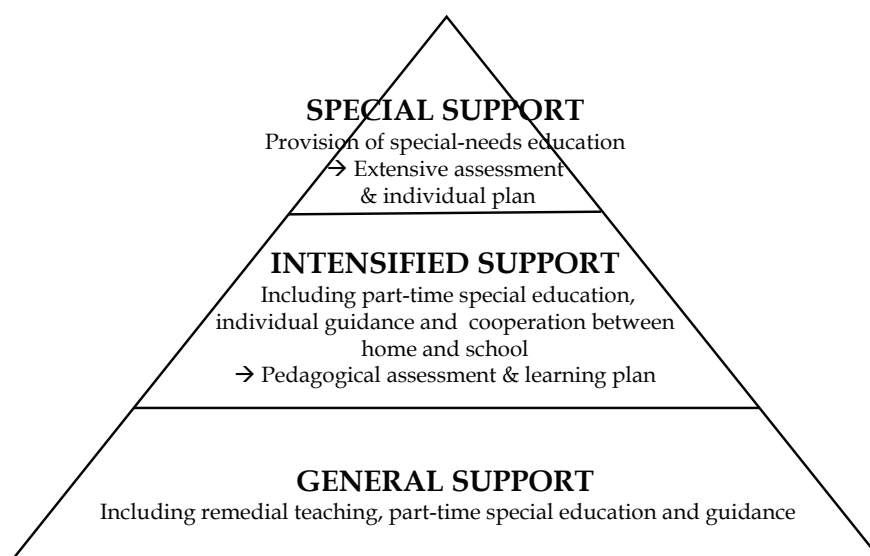 SPECIAL SUPPORT
Provision of special-needs education
→ Extensive assessment
& individual plan
INTENSIFIED SUPPORT
Including part-time special education,
individual guidance and cooperation between
home and school
→ Pedagogical assessment & learning plan
GENERAL SUPPORT
Including remedial teaching, part-time special education and guidance